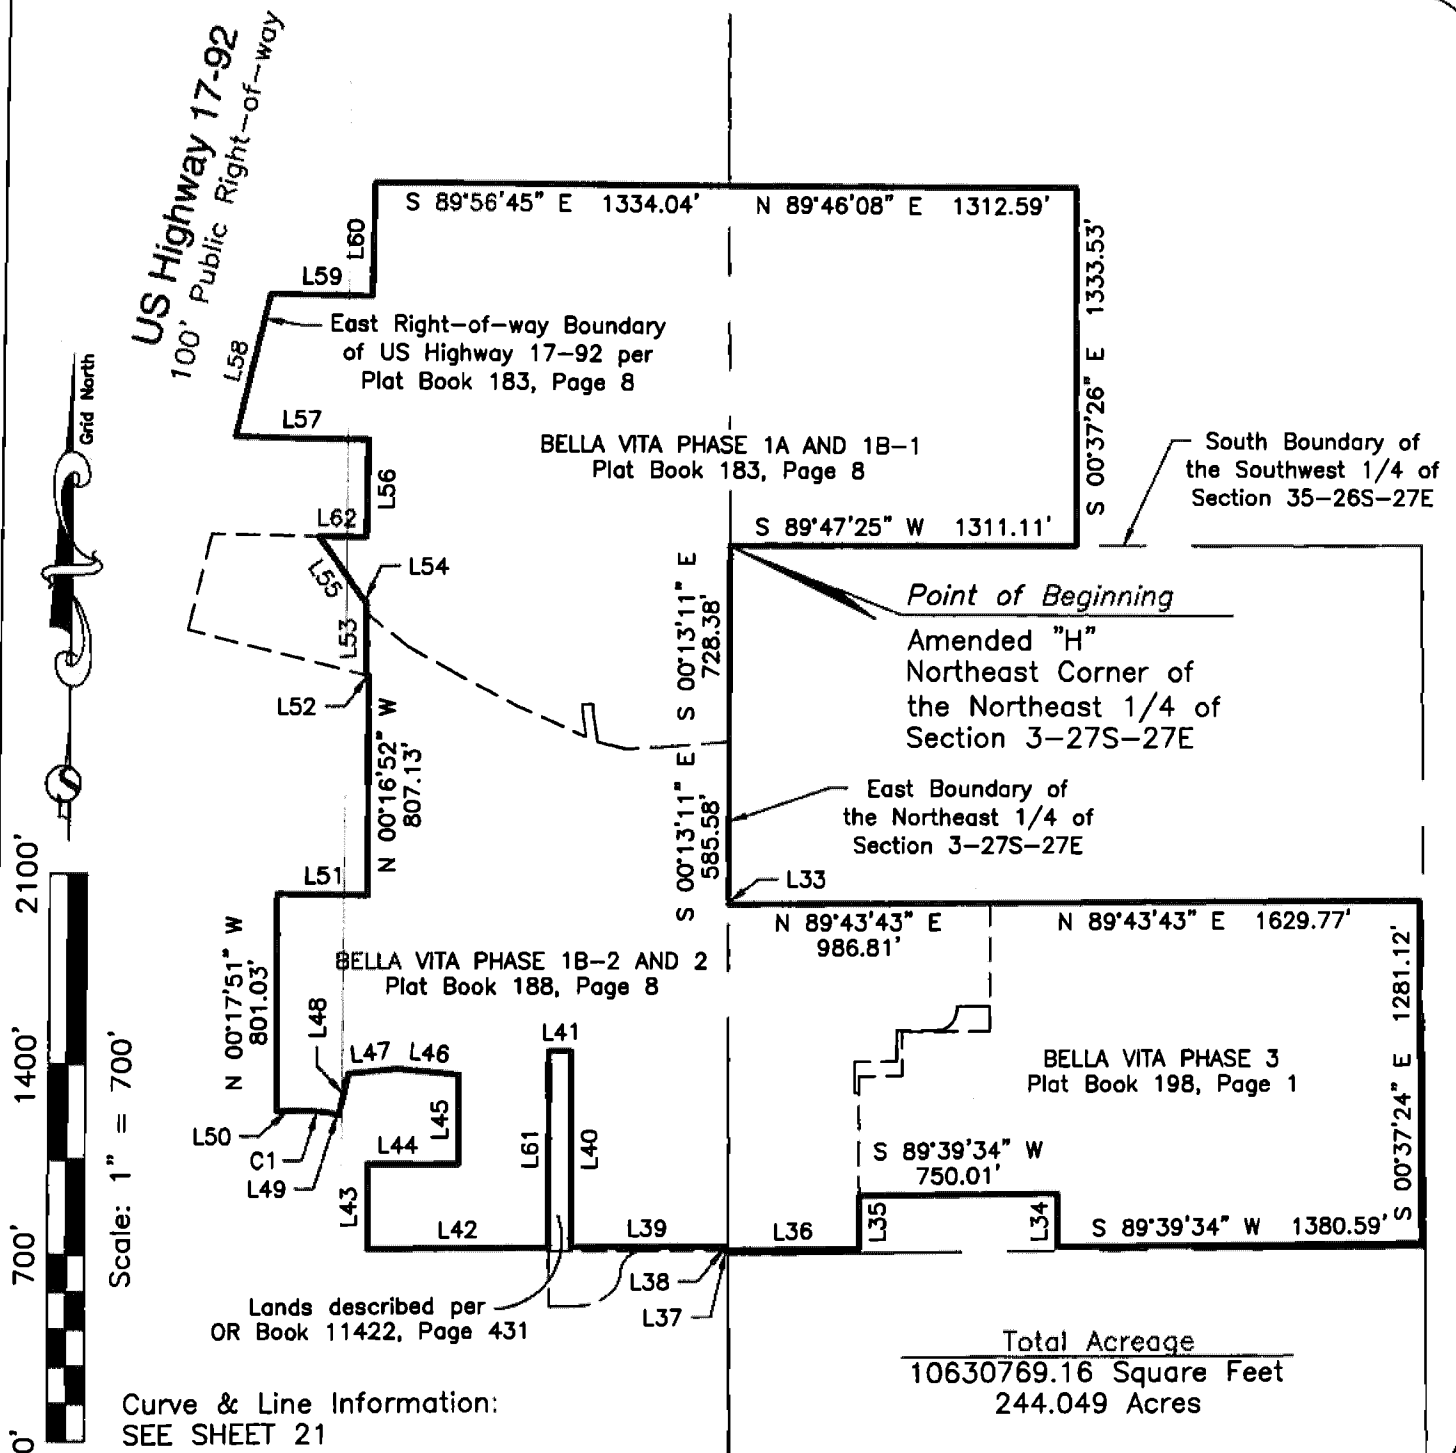 US Highway 17-92
100' Public Right-of-way
S 89°56'45" E 1334.04'
N 89°46'08" E 1312.59'
L60
L59
S 00°37'26" E 1333.53'
East Right-of-way Boundary
of US Highway 17-92 per
Plat Book 183, Page 8
L58
Grid North
L57
BELLA VITA PHASE 1A AND 1B-1
Plat Book 183, Page 8
South Boundary of
the Southwest 1/4 of
Section 35-26S-27E
L56
L62
S 89°47'25" W 1311.11'
L55
L54
S 00°13'11" E
728.38'
Point of Beginning
Amended "H"
Northeast Corner of
the Northeast 1/4 of
Section 3-27S-27E
L53
L52
N 00°16'52" W
807.13'
S 00°13'11" E
585.58'
East Boundary of
the Northeast 1/4 of
Section 3-27S-27E
L51
L33
N 89°43'43" E
986.81'
N 89°43'43" E 1629.77'
N 00°17'51" W
801.03'
BELLA VITA PHASE 1B-2 AND 2
Plat Book 188, Page 8
L48
L47
L46
L41
BELLA VITA PHASE 3
Plat Book 198, Page 1
S 00°37'24" E 1281.12'
L50
C1
L49
L45
L44
L43
L61
L40
S 89°39'34" W
750.01'
L42
L39
L36
L35
L34
S 89°39'34" W 1380.59'
L38
L37
Lands described per
OR Book 11422, Page 431
Total Acreage
10630769.16 Square Feet
244.049 Acres
2100'
1400'
700'
0'
Scale: 1" = 700'
Curve & Line Information:
SEE SHEET 21